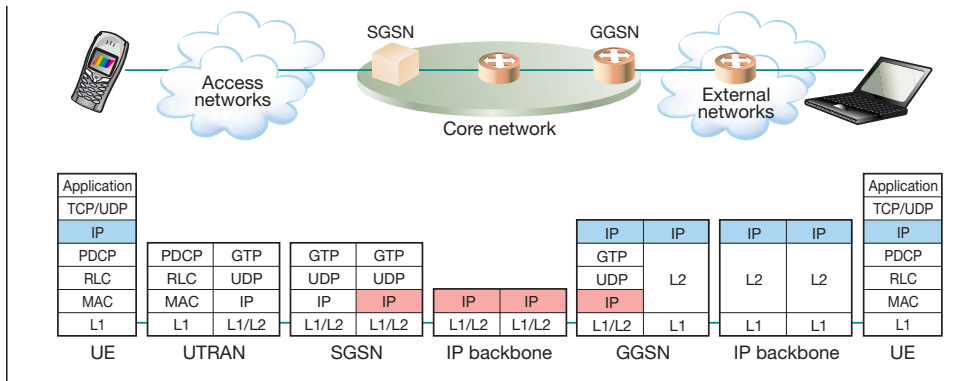 SGSN GGSN
Access networks
Core network
External networks
Application Application
TCP/UDP TCP/UDP
IP IP IP IP IP IP
PDCP PDCP GTP GTP GTP GTP PDCP
RLC RLC UDP UDP UDP UDP L2 L2 L2 RLC
MAC MAC IP IP IP IP IP IP MAC
L1 L1 L1/L2 L1/L2 L1/L2 L1/L2 L1/L2 L1/L2 L1 L1 L1 L1
UE UTRAN SGSN IP backbone GGSN IP backbone UE